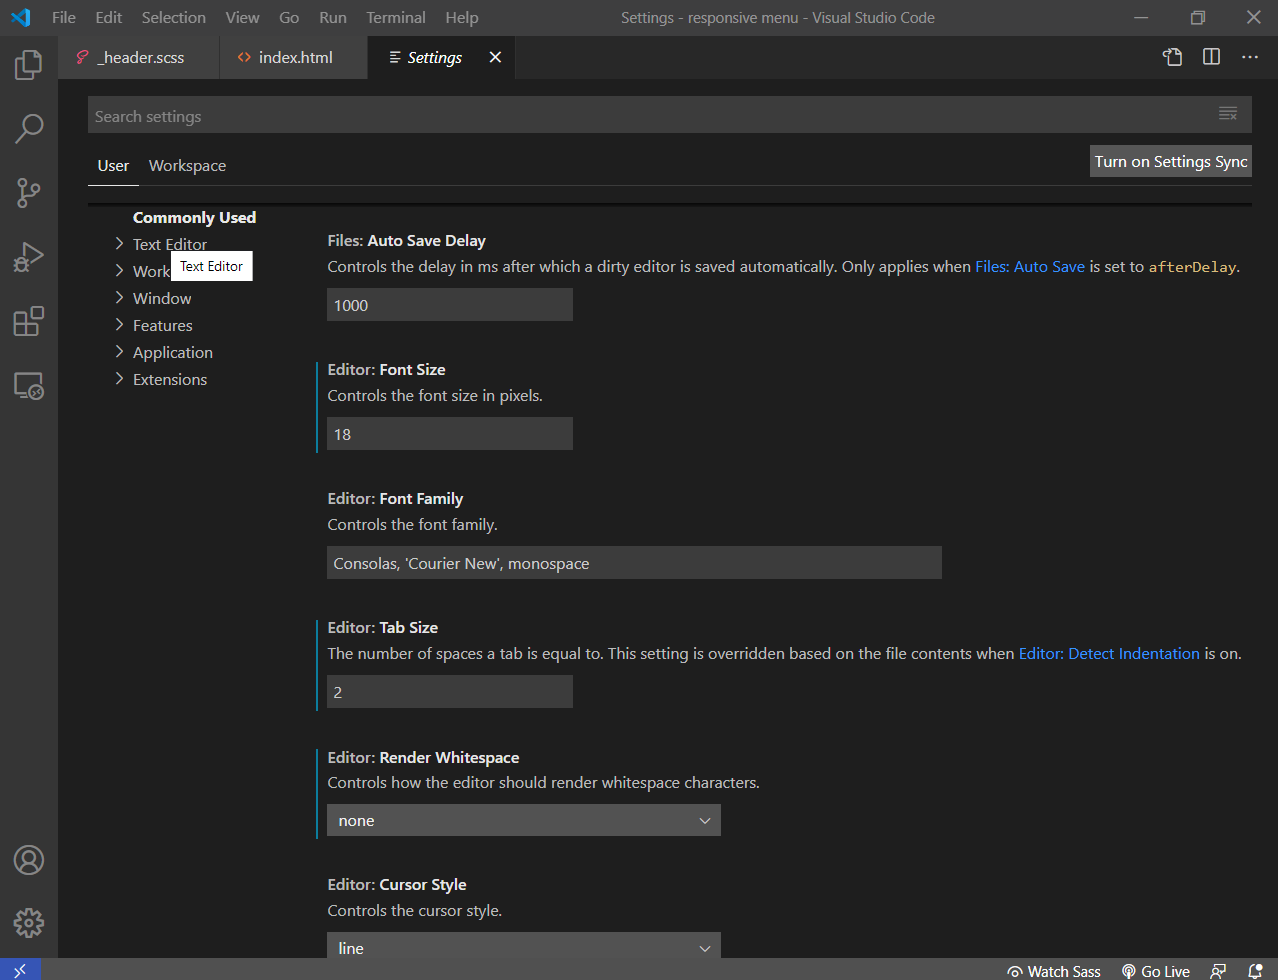 File Edit Selection View Go Run Terminal Help Settings - responsive menu - Visual Studio Code
_header.scss index.html Settings
Search settings
User Workspace Turn on Settings Sync
Commonly Used
Text Editor
Work
Text Editor
Window
Features
Application
Extensions
Files: Auto Save Delay
Controls the delay in ms after which a dirty editor is saved automatically. Only applies when Files: Auto Save is set to afterDelay.
1000
Editor: Font Size
Controls the font size in pixels.
18
Editor: Font Family
Controls the font family.
Consolas, 'Courier New', monospace
Editor: Tab Size
The number of spaces a tab is equal to. This setting is overridden based on the file contents when Editor: Detect Indentation is on.
2
Editor: Render Whitespace
Controls how the editor should render whitespace characters.
none
Editor: Cursor Style
Controls the cursor style.
line
Watch Sass Go Live